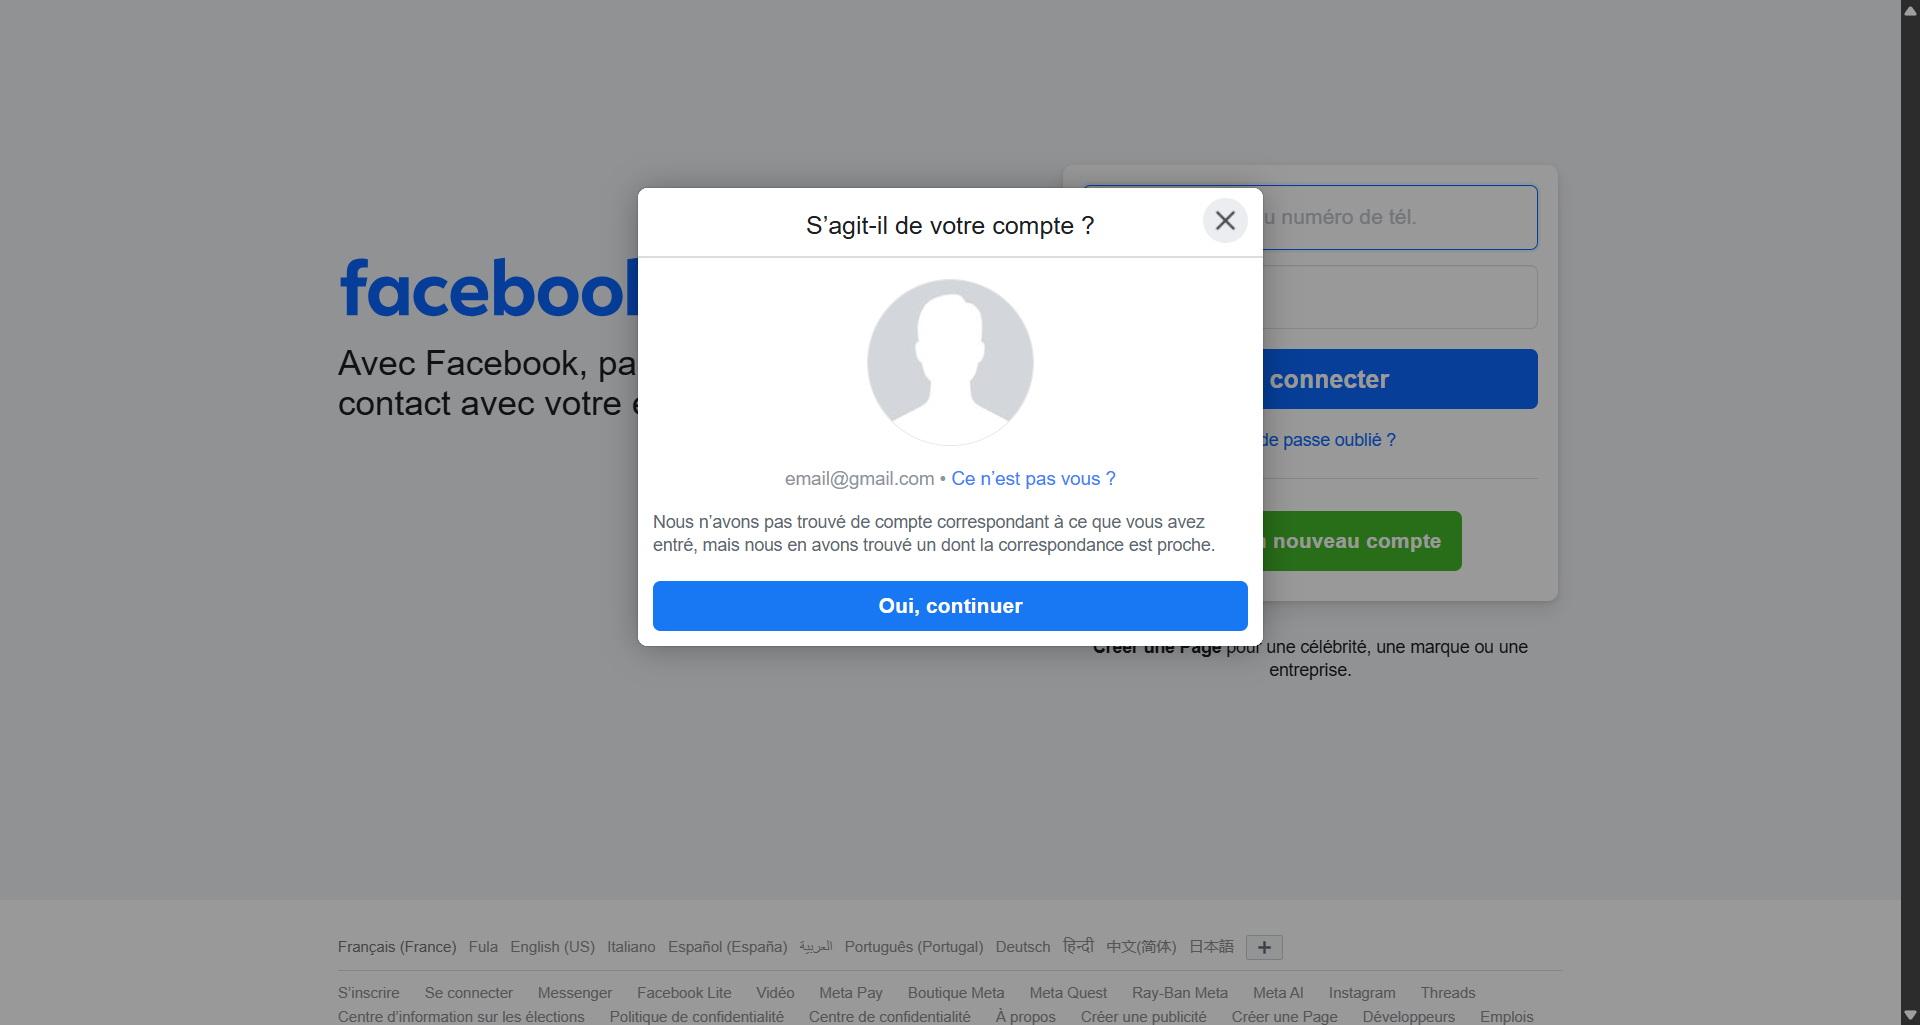 S’agit-il de votre compte ?
email@gmail.com • Ce n’est pas vous ?
Nous n’avons pas trouvé de compte correspondant à ce que vous avez
entré, mais nous en avons trouvé un dont la correspondance est proche.
Oui, continuer
facebook
Avec Facebook, pa
contact avec votre
numéro de tél.
connecter
de passe oublié ?
nouveau compte
Créer une Page pour une célébrité, une marque ou une
entreprise.
Français (France) Fula English (US) Italiano Español (España) العربية Português (Portugal) Deutsch हिन्दी 中文(简体) 日本語 +
S’inscrire Se connecter Messenger Facebook Lite Vidéo Meta Pay Boutique Meta Meta Quest Ray-Ban Meta Meta AI Instagram Threads
Centre d’information sur les élections Politique de confidentialité Centre de confidentialité À propos Créer une publicité Créer une Page Développeurs Emplois